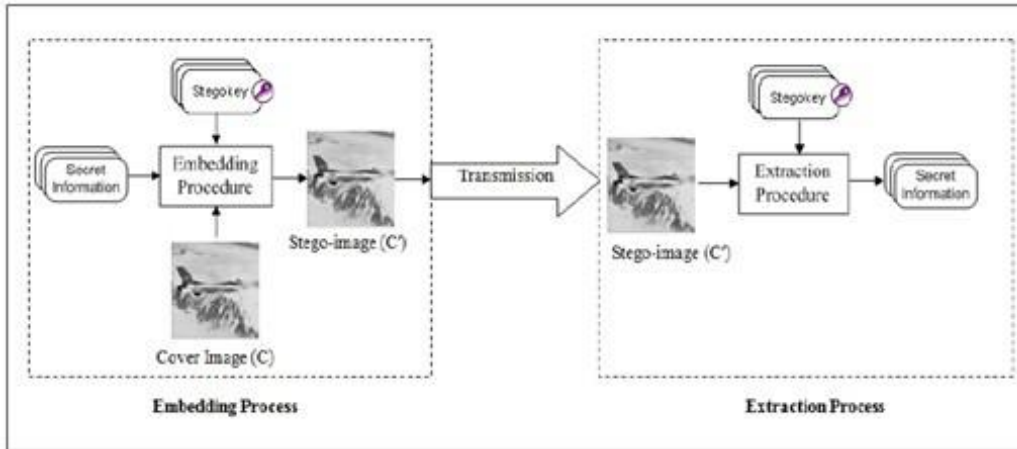 Stegokey
Secret
Information
Embedding
Procedure
Stego-image (C')
Cover Image (C)
Embedding Process
Transmission
Stegokey
Stego-image (C')
Extraction
Procedure
Secret
Information
Extraction Process